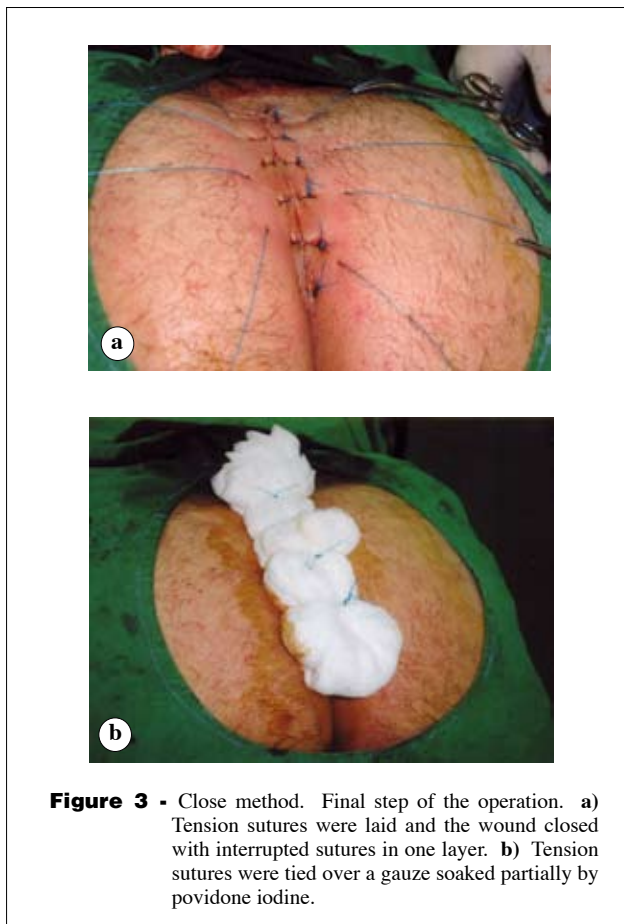 a
b
Figure 3 - Close method. Final step of the operation. a)
Tension sutures were laid and the wound closed
with interrupted sutures in one layer. b) Tension
sutures were tied over a gauze soaked partially by
povidone iodine.